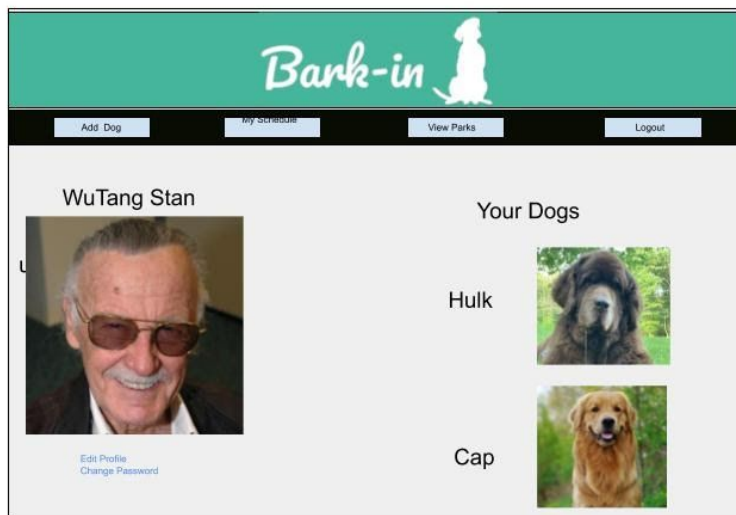 Bark-in
Add Dog
My Schedule
View Parks
Logout
WuTang Stan
Your Dogs
Hulk
Cap
Edit Profile
Change Password